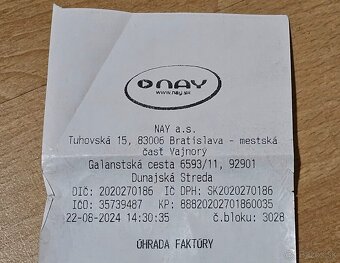 NAY
www.nay.sk
NAY a.s.
Tuhovská 15, 83006 Bratislava - mestská
časť Vajnory
Galanstská cesta 6593/11, 92901
Dunajská Streda
DIČ: 2020270186 IČ DPH: SK2020270186
IČO: 35739487 KP: 88820202701860035
22-08-2024 14:30:35 č.bloku: 3028
ÚHRADA FAKTÚRY